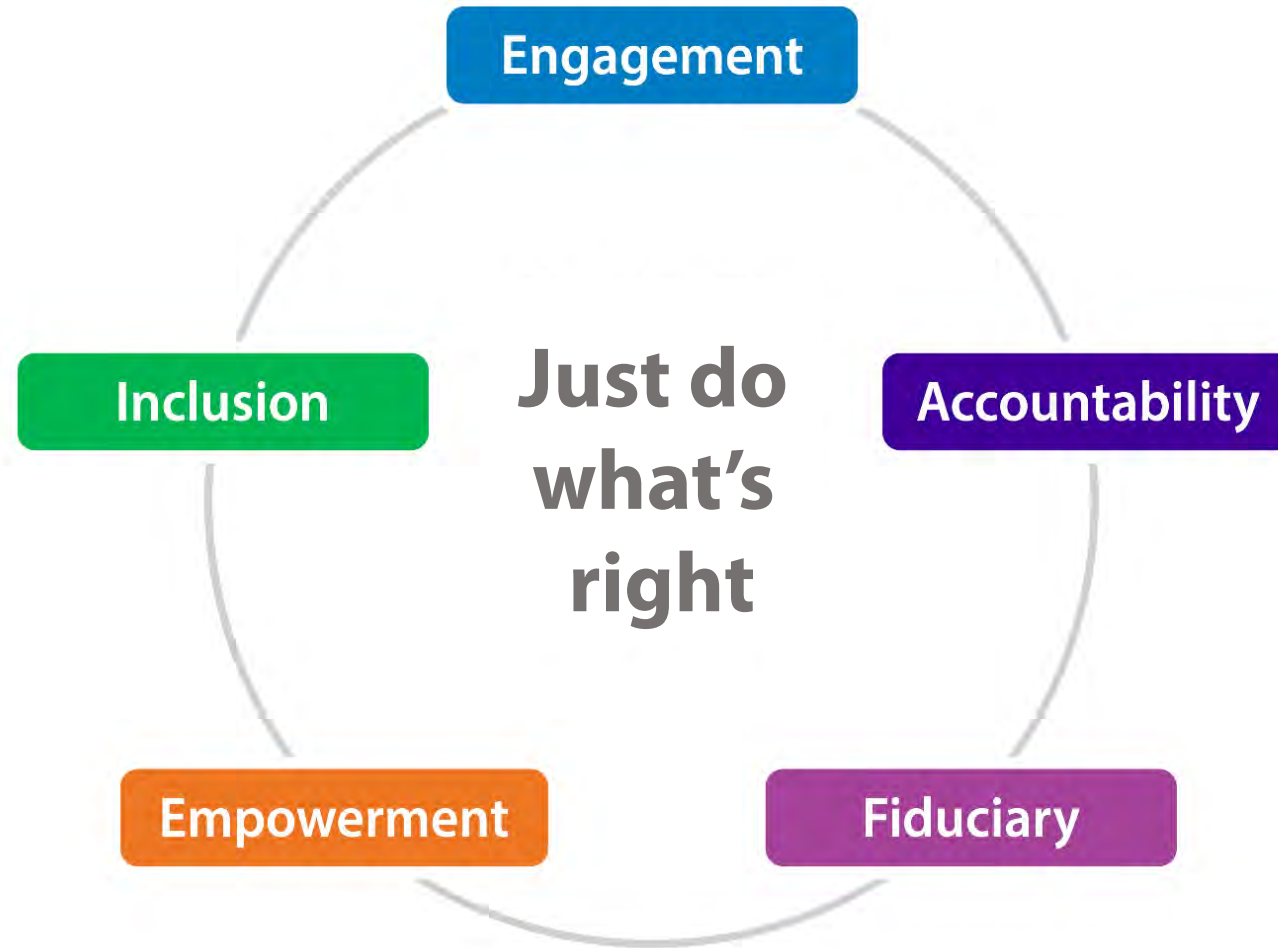 Engagement
Inclusion
Just do
what’s
right
Accountability
Empowerment
Fiduciary